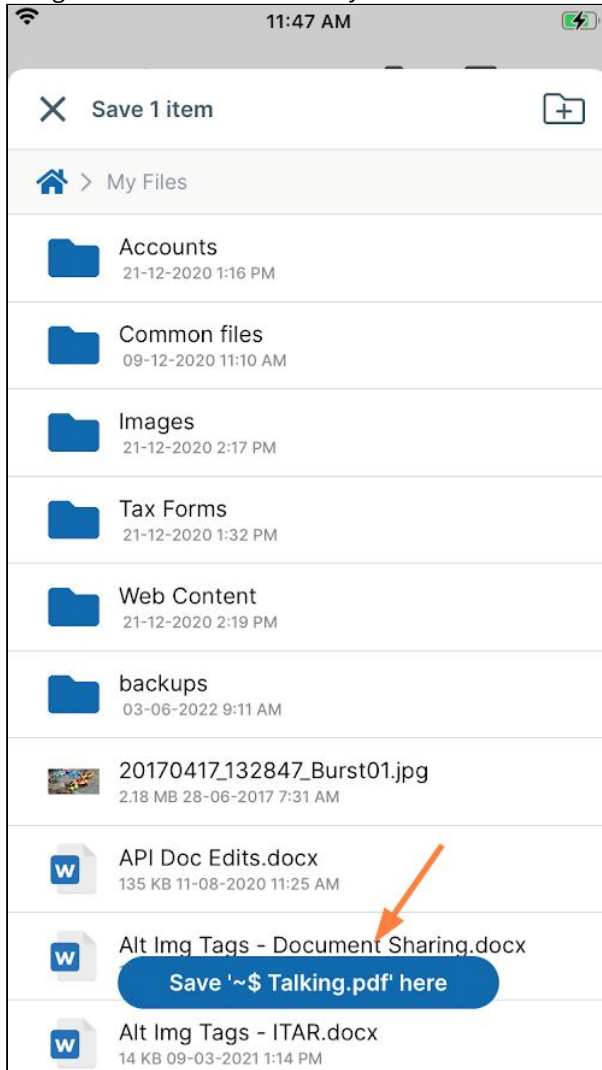 11:47 AM
Save 1 item
My Files
Accounts
21-12-2020 1:16 PM
Common files
09-12-2020 11:10 AM
Images
21-12-2020 2:17 PM
Tax Forms
21-12-2020 1:32 PM
Web Content
21-12-2020 2:19 PM
backups
03-06-2022 9:11 AM
20170417_132847_Burst01.jpg
2.18 MB 28-06-2017 7:31 AM
API Doc Edits.docx
135 KB 11-08-2020 11:25 AM
Alt Img Tags - Document Sharing.docx
Save '~$ Talking.pdf' here
Alt Img Tags - ITAR.docx
14 KB 09-03-2021 1:14 PM